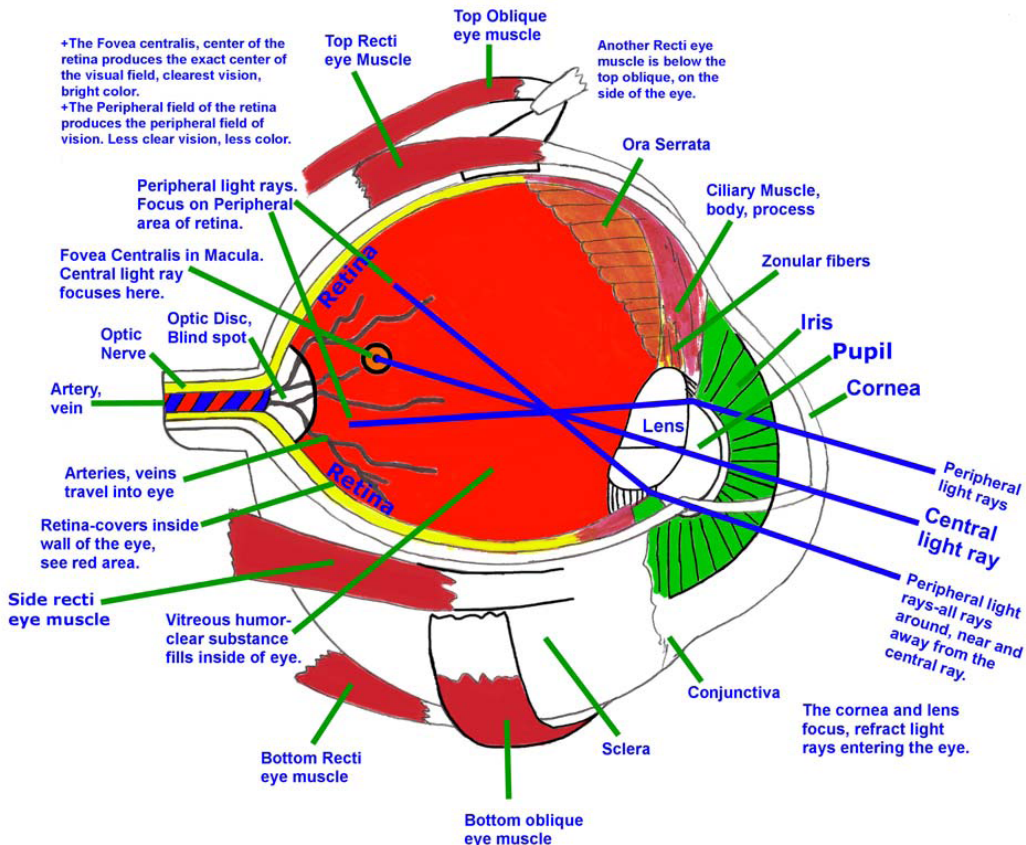 Top Oblique
eye muscle
+The Fovea centralis, center of the
retina produces the exact center of
the visual field, clearest vision,
bright color.
+The Peripheral field of the retina
produces the peripheral field of
vision. Less clear vision, less color.
Top Recti
eye Muscle
Another Recti eye
muscle is below the
top oblique, on the
side of the eye.
Ora Serrata
Peripheral light rays.
Focus on Peripheral
area of retina.
Ciliary Muscle,
body, process
Fovea Centralis in Macula.
Central light ray
focuses here.
Retina
Zonular fibers
Optic Disc,
Blind spot
Optic
Nerve
Iris
Pupil
Cornea
Artery,
vein
Lens
Arteries, veins
travel into eye
Retina
Peripheral
light rays
Central
light ray
Retina-covers inside
wall of the eye,
see red area.
Side recti
eye muscle
Vitreous humor-
clear substance
fills inside of eye.
Peripheral light
rays-all rays
around, near and
away from the
central ray.
Conjunctiva
The cornea and lens
focus, refract light
rays entering the eye.
Sclera
Bottom Recti
eye muscle
Bottom oblique
eye muscle